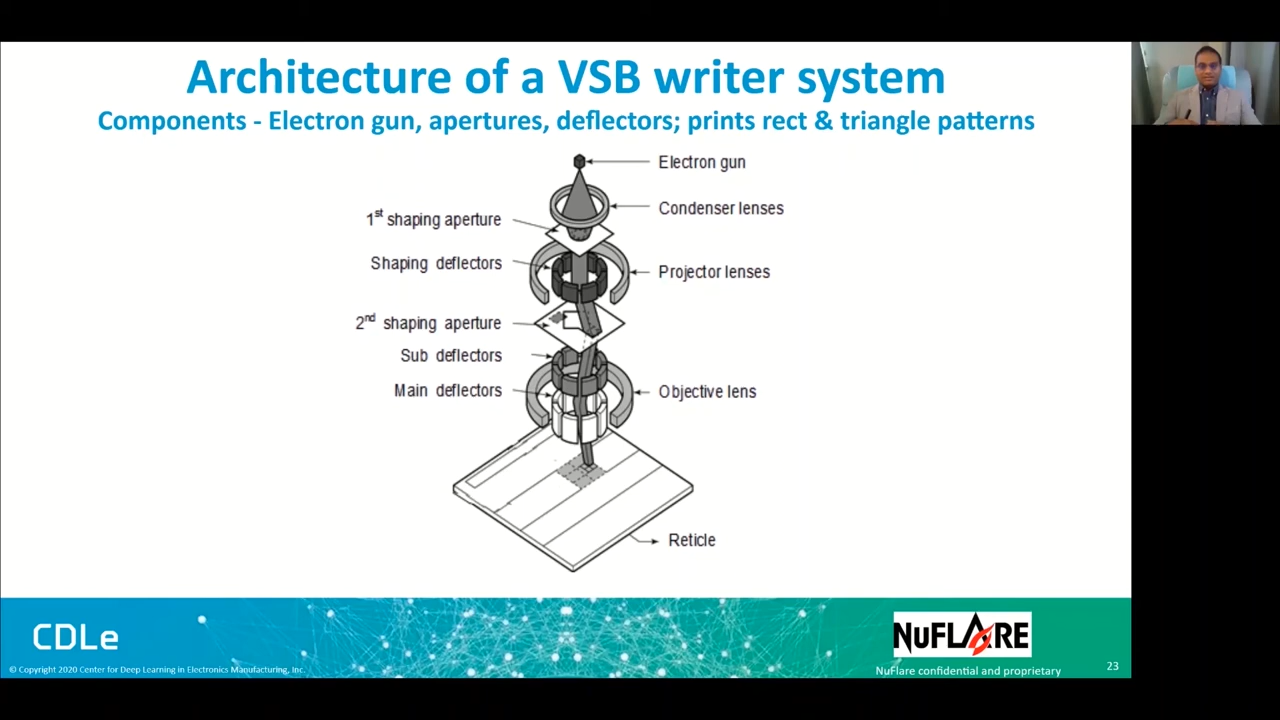 Architecture of a VSB writer system
Components - Electron gun, apertures, deflectors; prints rect & triangle patterns
Electron gun
Condenser lenses
1st shaping aperture
Shaping deflectors
Projector lenses
2nd shaping aperture
Sub deflectors
Main deflectors
Objective lens
Reticle
CDLe
NUFLARE
© Copyright 2020 Center for Deep Learning in Electronics Manufacturing, Inc.
NuFlare confidential and proprietary
23